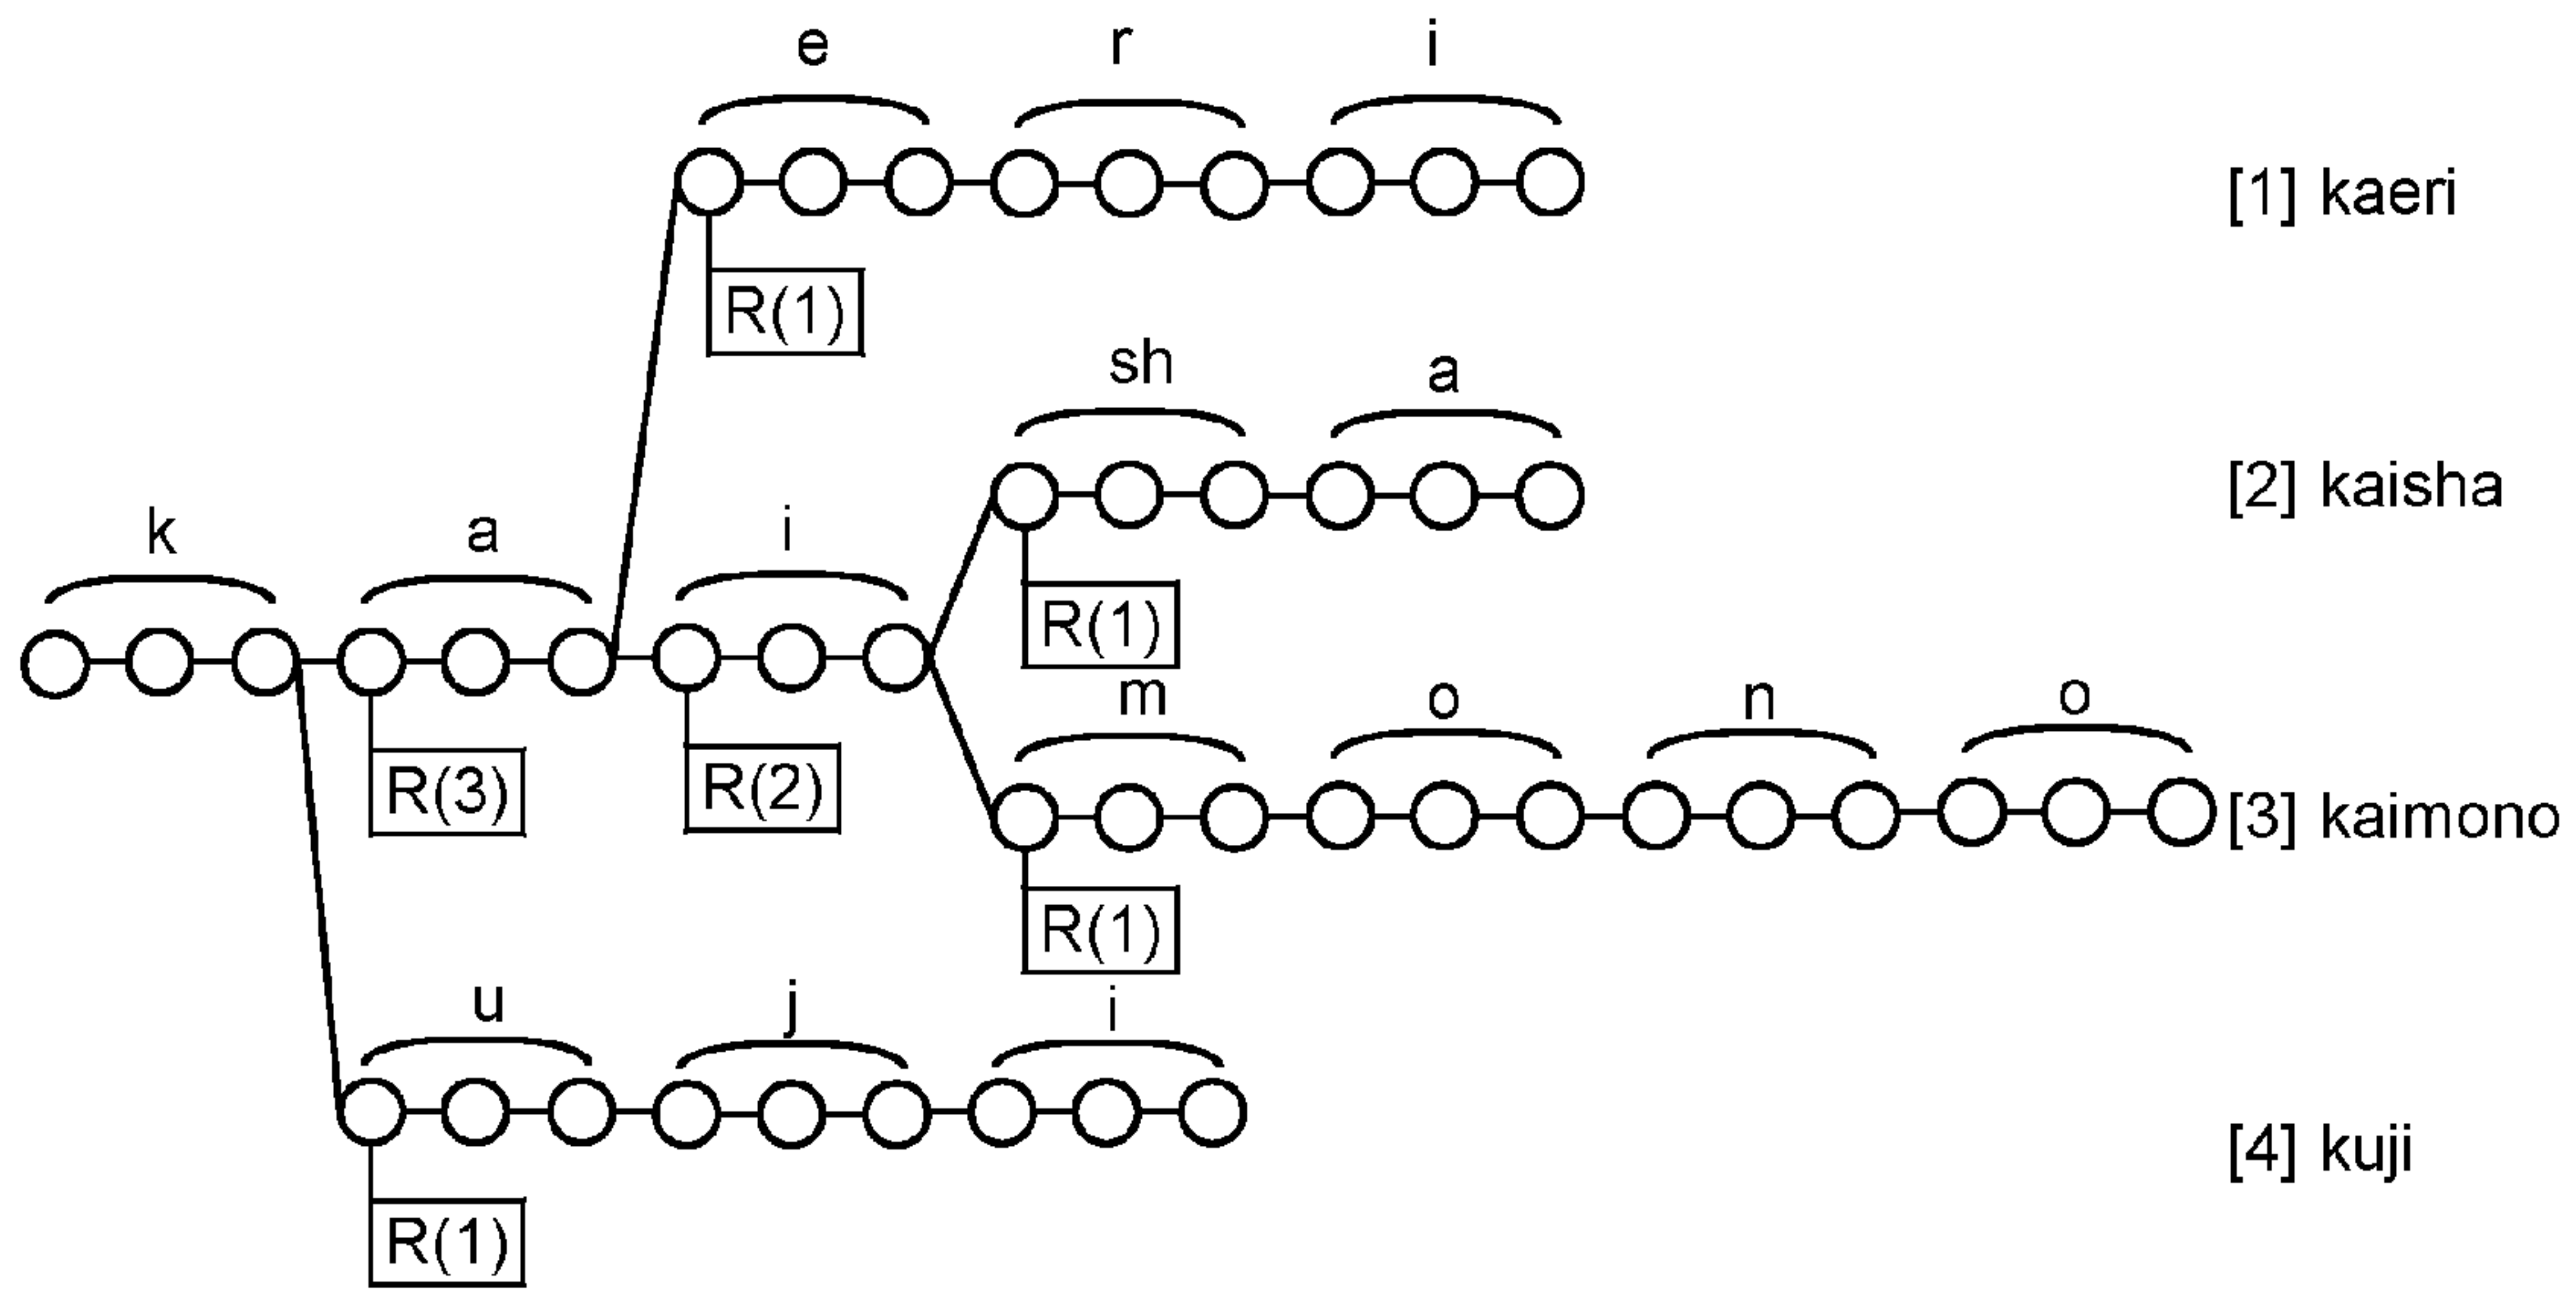 e r i
[1] kaeri
R(1)
sh a
[2] kaisha
k a i
R(1)
m o n o
R(3) R(2)
[3] kaimono
R(1)
u j i
[4] kuji
R(1)